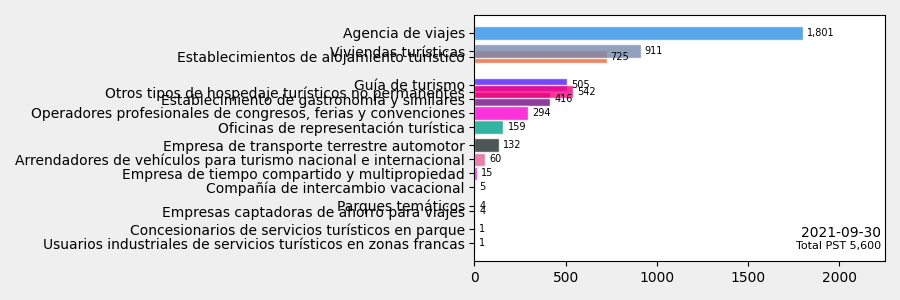 Agencia de viajes 1,801
Viviendas turísticas 911
Establecimientos de alojamiento turístico 725
Guía de turismo 505
Otros tipos de hospedaje turísticos no permanentes 542
Establecimiento de gastronomía y similares 416
Operadores profesionales de congresos, ferias y convenciones 294
Oficinas de representación turística 159
Empresa de transporte terrestre automotor 132
Arrendadores de vehículos para turismo nacional e internacional 60
Empresa de tiempo compartido y multipropiedad 15
Compañía de intercambio vacacional 5
Parques temáticos 4
Empresas captadoras de ahorro para viajes 4
Concesionarios de servicios turísticos en parque 1
Usuarios industriales de servicios turísticos en zonas francas 1
2021-09-30
Total PST 5,600
0 500 1000 1500 2000